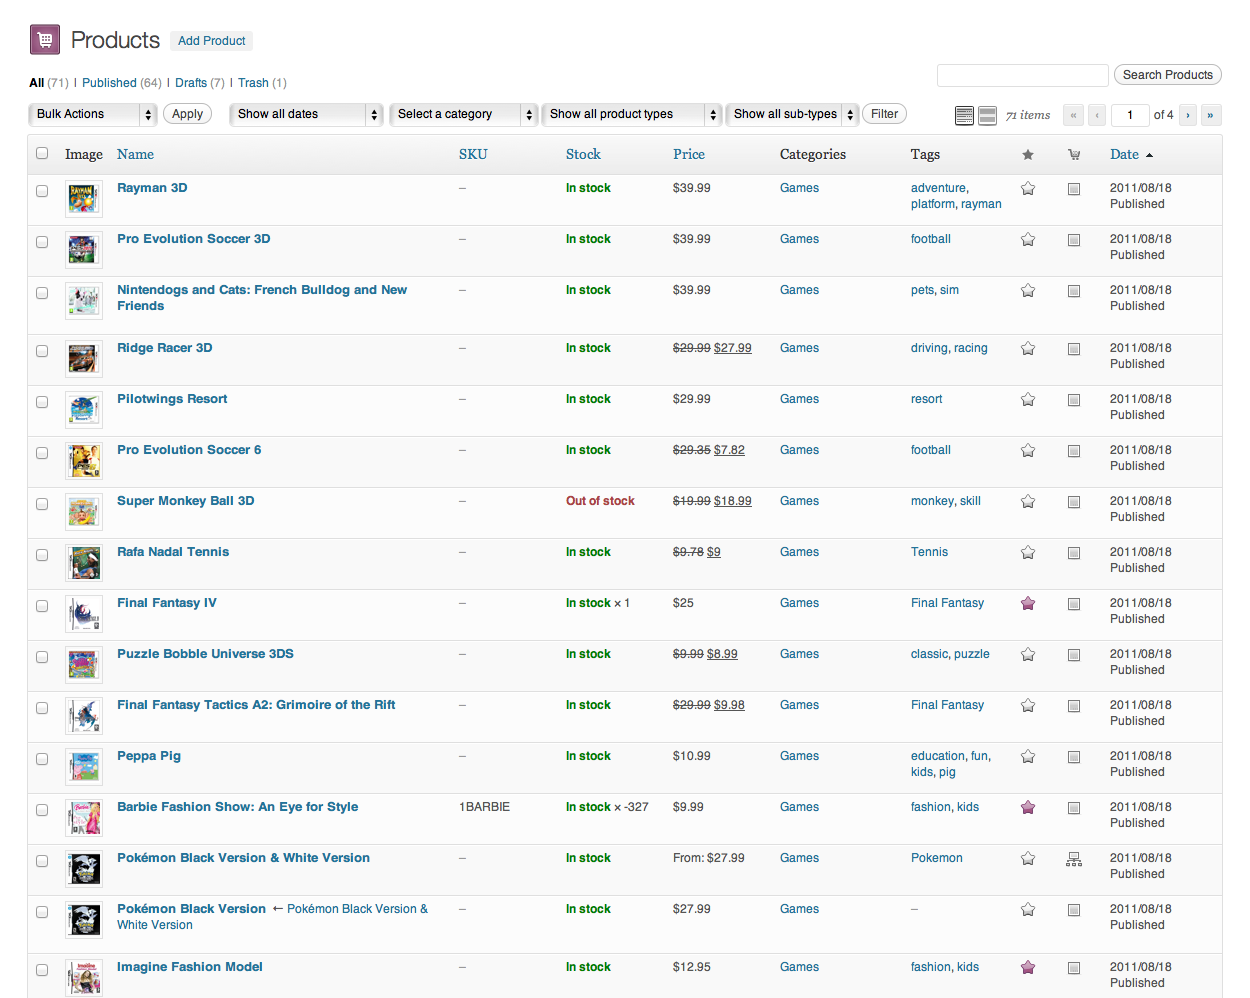 Products Add Product
All (71) | Published (64) | Drafts (7) | Trash (1)
Search Products
Bulk Actions Apply Show all dates Select a category Show all product types Show all sub-types Filter 71 items « ‹ 1 of 4 › »
Image Name SKU Stock Price Categories Tags Date
Rayman 3D – In stock $39.99 Games adventure, 2011/08/18
platform, rayman Published
Pro Evolution Soccer 3D – In stock $39.99 Games football 2011/08/18
Published
Nintendogs and Cats: French Bulldog and New – In stock $39.99 Games pets, sim 2011/08/18
Friends Published
Ridge Racer 3D – In stock $29.99 $27.99 Games driving, racing 2011/08/18
Published
Pilotwings Resort – In stock $29.99 Games resort 2011/08/18
Published
Pro Evolution Soccer 6 – In stock $29.35 $7.82 Games football 2011/08/18
Published
Super Monkey Ball 3D – Out of stock $19.99 $18.99 Games monkey, skill 2011/08/18
Published
Rafa Nadal Tennis – In stock $9.78 $9 Games Tennis 2011/08/18
Published
Final Fantasy IV – In stock × 1 $25 Games Final Fantasy 2011/08/18
Published
Puzzle Bobble Universe 3DS – In stock $9.99 $8.99 Games classic, puzzle 2011/08/18
Published
Final Fantasy Tactics A2: Grimoire of the Rift – In stock $29.99 $9.98 Games Final Fantasy 2011/08/18
Published
Peppa Pig – In stock $10.99 Games education, fun, 2011/08/18
kids, pig Published
Barbie Fashion Show: An Eye for Style 1BARBIE In stock × -327 $9.99 Games fashion, kids 2011/08/18
Published
Pokémon Black Version & White Version – In stock From: $27.99 Games Pokemon 2011/08/18
Published
Pokémon Black Version ← Pokémon Black Version & – In stock $27.99 Games – 2011/08/18
White Version Published
Imagine Fashion Model – In stock $12.95 Games fashion, kids 2011/08/18
Published